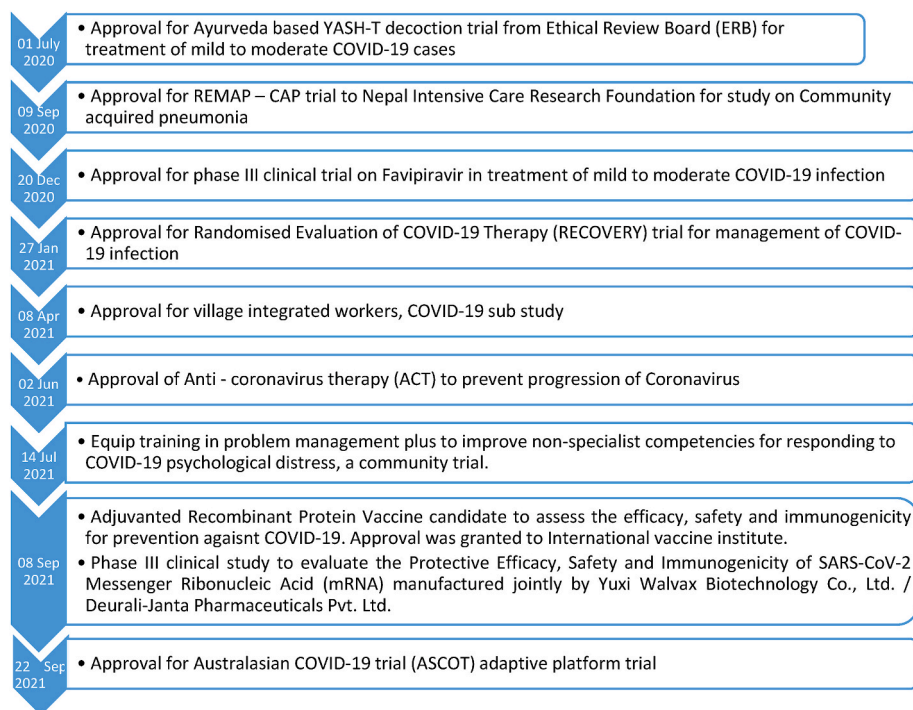 01 July
2020
• Approval for Ayurveda based YASH-T decoction trial from Ethical Review Board (ERB) for
treatment of mild to moderate COVID-19 cases
09 Sep
2020
• Approval for REMAP – CAP trial to Nepal Intensive Care Research Foundation for study on Community
acquired pneumonia
20 Dec
2020
• Approval for phase III clinical trial on Favipiravir in treatment of mild to moderate COVID-19 infection
27 Jan
2021
• Approval for Randomised Evaluation of COVID-19 Therapy (RECOVERY) trial for management of COVID-
19 infection
08 Apr
2021
• Approval for village integrated workers, COVID-19 sub study
02 Jun
2021
• Approval of Anti - coronavirus therapy (ACT) to prevent progression of Coronavirus
14 Jul
2021
• Equip training in problem management plus to improve non-specialist competencies for responding to
COVID-19 psychological distress, a community trial.
08 Sep
2021
• Adjuvanted Recombinant Protein Vaccine candidate to assess the efficacy, safety and immunogenicity
for prevention agaisnt COVID-19. Approval was granted to International vaccine institute.
• Phase III clinical study to evaluate the Protective Efficacy, Safety and Immunogenicity of SARS-CoV-2
Messenger Ribonucleic Acid (mRNA) manufactured jointly by Yuxi Walvax Biotechnology Co., Ltd. /
Deurali-Janta Pharmaceuticals Pvt. Ltd.
22 Sep
2021
• Approval for Australasian COVID-19 trial (ASCOT) adaptive platform trial